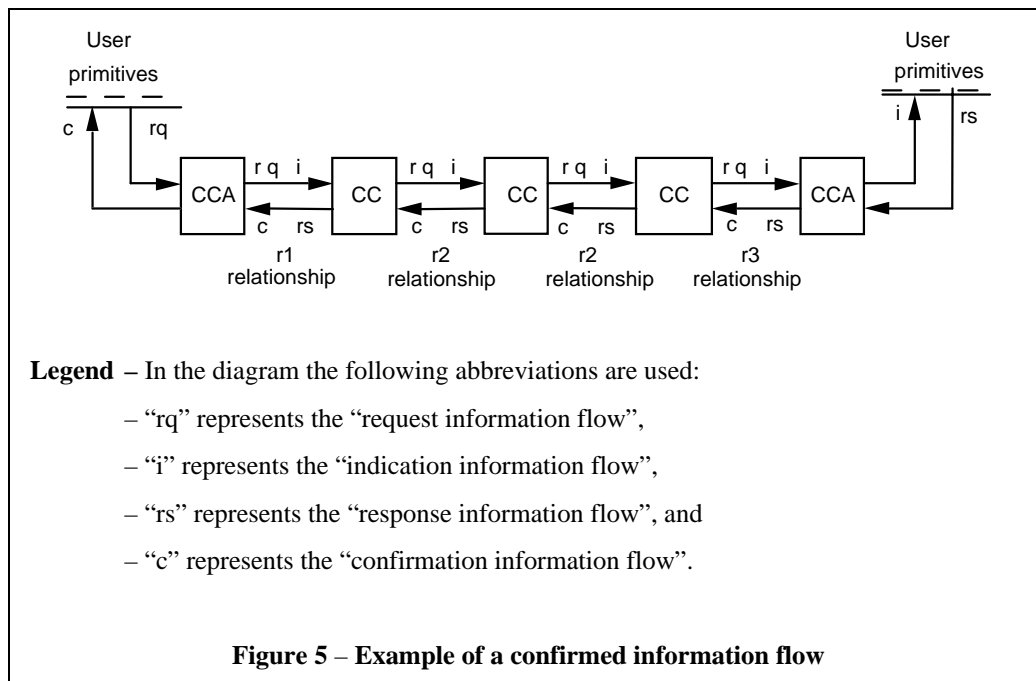 User
primitives
User
primitives
c rq
i rs
CCA
r q i
CC
rq i
CC
rq i
CC
rq i
CCA
c rs
c rs
c rs
c rs
r1
relationship
r2
relationship
r2
relationship
r3
relationship
Legend – In the diagram the following abbreviations are used:
– “rq” represents the “request information flow”,
– “i” represents the “indication information flow”,
– “rs” represents the “response information flow”, and
– “c” represents the “confirmation information flow”.
Figure 5 – Example of a confirmed information flow